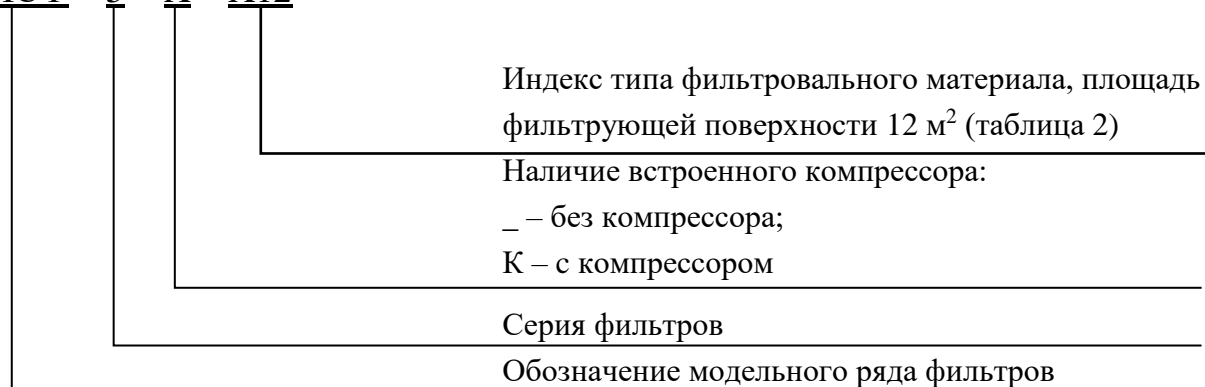 Индекс типа фильтровального материала, площадь
фильтрующей поверхности 12 м² (таблица 2)
Наличие встроенного компрессора:
_ – без компрессора;
К – с компрессором
Серия фильтров
Обозначение модельного ряда фильтров